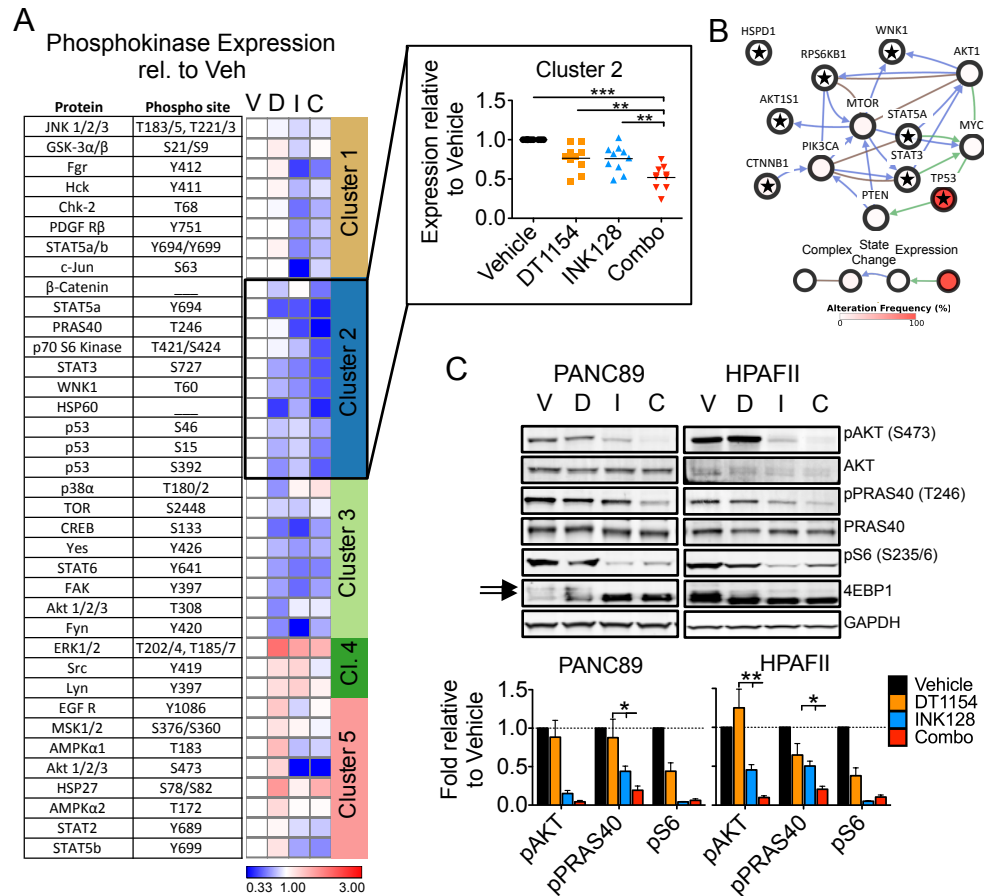 A
Phosphokinase Expression
rel. to Veh
Protein Phospho site V D I C
JNK 1/2/3 T183/5, T221/3
GSK-3α/β S21/S9
Fgr Y412
Hck Y411
Chk-2 T68
PDGF Rβ Y751
STAT5a/b Y694/Y699
c-Jun S63
β-Catenin ___
STAT5a Y694
PRAS40 T246
p70 S6 Kinase T421/S424
STAT3 S727
WNK1 T60
HSP60 ___
p53 S46
p53 S15
p53 S392
p38α T180/2
TOR S2448
CREB S133
Yes Y426
STAT6 Y641
FAK Y397
Akt 1/2/3 T308
Fyn Y420
ERK1/2 T202/4, T185/7
Src Y419
Lyn Y397
EGF R Y1086
MSK1/2 S376/S360
AMPKα1 T183
Akt 1/2/3 S473
HSP27 S78/S82
AMPKα2 T172
STAT2 Y689
STAT5b Y699
Cluster 1
Cluster 2
Cluster 3
Cl. 4
Cluster 5
0.33 1.00 3.00
Cluster 2
Expression relative
to Vehicle
1.5
1.0
0.5
0.0
***
**
**
Vehicle
DT1154
INK128
Combo
B
HSPD1
WNK1
RPS6KB1
AKT1
AKT1S1
MTOR
STAT5A
MYC
PIK3CA
STAT3
CTNNB1
TP53
PTEN
Complex State Change Expression
Alteration Frequency (%)
0 100
C
PANC89 HPAFII
V D I C V D I C
pAKT (S473)
AKT
pPRAS40 (T246)
PRAS40
pS6 (S235/6)
4EBP1
GAPDH
PANC89 HPAFII
Fold relative
to Vehicle
1.5
1.0
0.5
0.0
*
**
*
pAKT
pPRAS40
pS6
pAKT
pPRAS40
pS6
Vehicle
DT1154
INK128
Combo